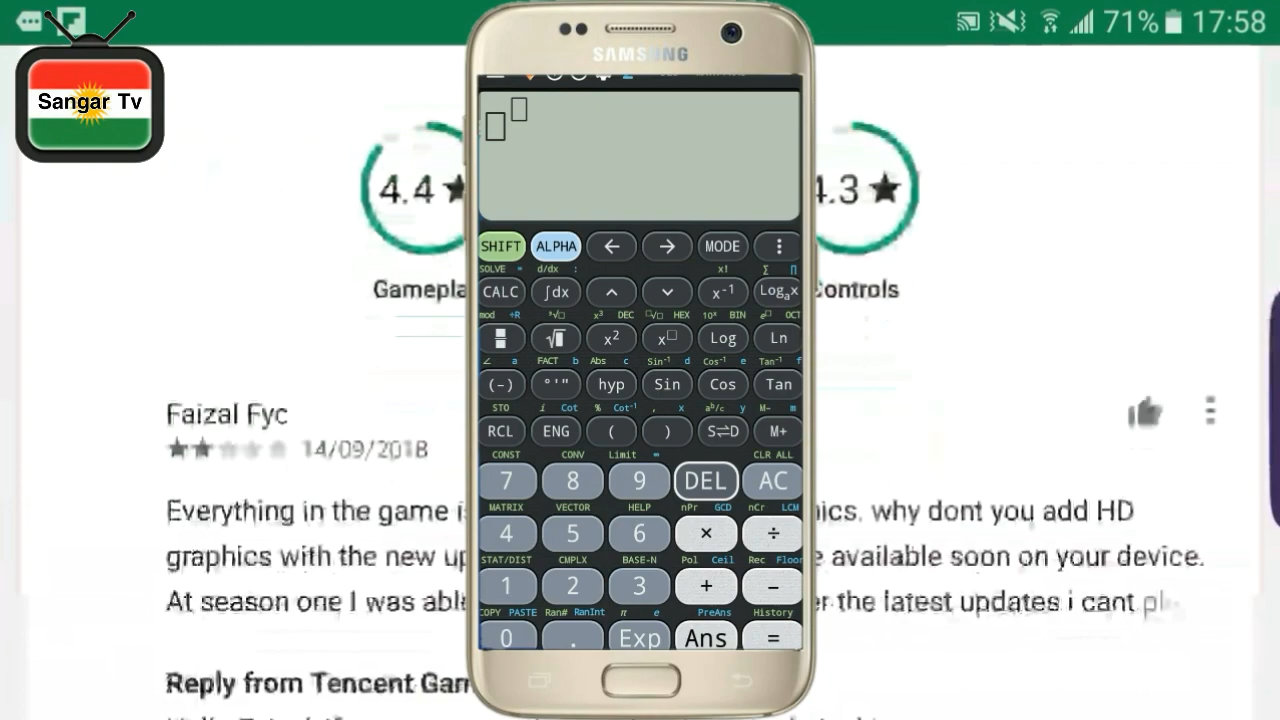 71% 17:58
Sangar Tv
SAMSUNG
4.4 ★
4.3 ★
SHIFT ALPHA ← → MODE ⋮
SOLVE = d/dx : x! ∑ ∏
CALC ∫dx ^ ⌄ x⁻¹ Logₐx
mod ÷R ³√□ x³ DEC □√□ HEX 10ˣ BIN e□ OCT
√ x² x□ Log Ln
∠ a FACT b Abs c Sin⁻¹ d Cos⁻¹ e Tan⁻¹ f
(-) °'" hyp Sin Cos Tan
STO i Cot % Cot⁻¹ , x aᵇ/c y M- m
RCL ENG ( ) S⇌D M+
CONST CONV Limit ∞ CLR ALL
7 8 9 DEL AC
MATRIX VECTOR HELP nPr GCD nCr LCM
4 5 6 × ÷
STAT/DIST CMPLX BASE-N Pol Ceil Rec Floor
1 2 3 + -
COPY PASTE Ran# RanInt π e PreAns History
0 . Exp Ans =
Gamepla
Controls
Faizal Fyc
★★☆☆☆ 14/09/2018
Everything in the game i ics. why dont you add HD
graphics with the new up e available soon on your device.
At season one I was abl er the latest updates i cant pl
Reply from Tencent Gam